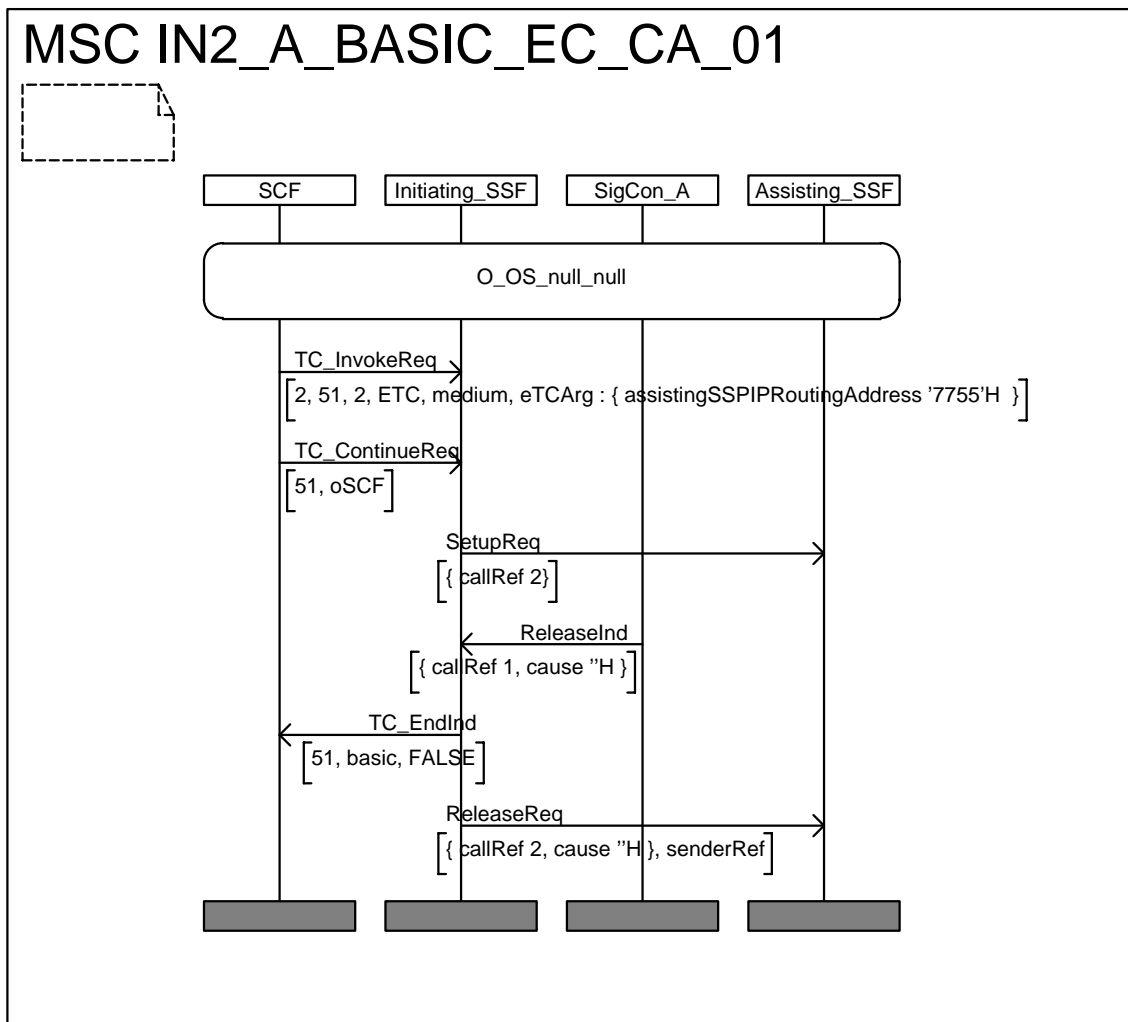 MSC IN2_A_BASIC_EC_CA_01
SCF Initiating_SSF SigCon_A Assisting_SSF
O_OS_null_null
TC_InvokeReq
2, 51, 2, ETC, medium, eTCArg : { assistingSSPIPRoutingAddress ’7755’H }
TC_ContinueReq
51, oSCF
SetupReq
{ callRef 2}
ReleaseInd
{ callRef 1, cause ’’H }
TC_EndInd
51, basic, FALSE
ReleaseReq
{ callRef 2, cause ’’H }, senderRef